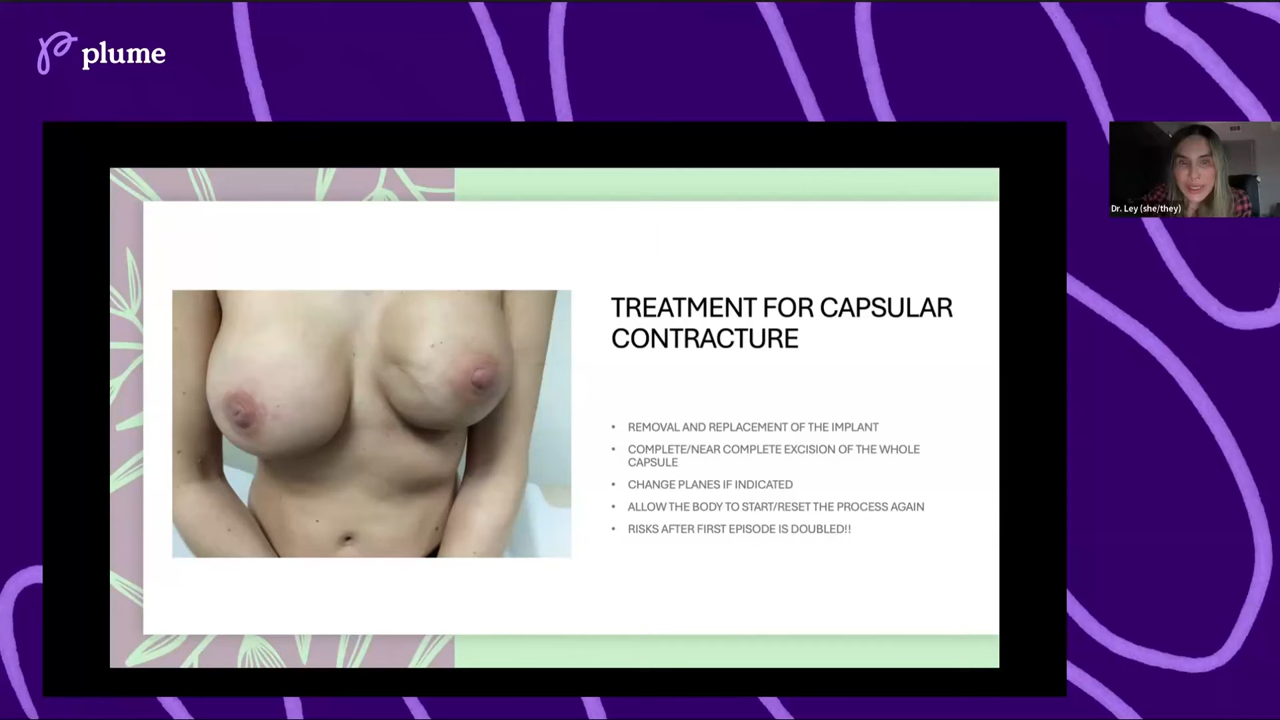 plume
Dr. Ley (she/they)
TREATMENT FOR CAPSULAR
CONTRACTURE
• REMOVAL AND REPLACEMENT OF THE IMPLANT
• COMPLETE/NEAR COMPLETE EXCISION OF THE WHOLE
CAPSULE
• CHANGE PLANES IF INDICATED
• ALLOW THE BODY TO START/RESET THE PROCESS AGAIN
• RISKS AFTER FIRST EPISODE IS DOUBLED!!